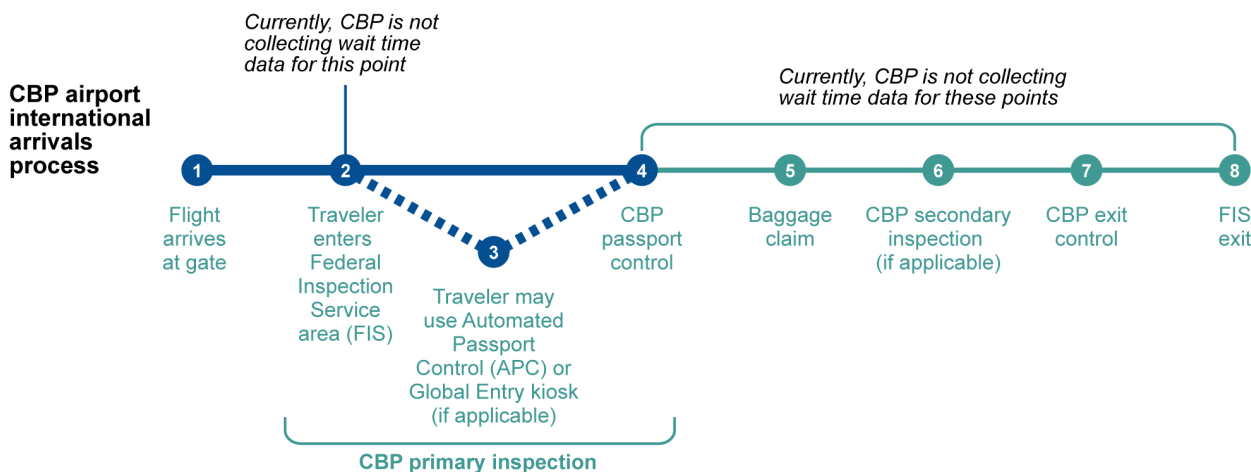 Currently, CBP is not
collecting wait time
data for this point
Currently, CBP is not collecting
wait time data for these points
CBP airport
international
arrivals
process
1
2
3
4
5
6
7
8
Flight
arrives
at gate
Traveler
enters
Federal
Inspection
Service
area (FIS)
Traveler may
use Automated
Passport
Control (APC) or
Global Entry kiosk
(if applicable)
CBP
passport
control
Baggage
claim
CBP secondary
inspection
(if applicable)
CBP exit
control
FIS
exit
CBP primary inspection